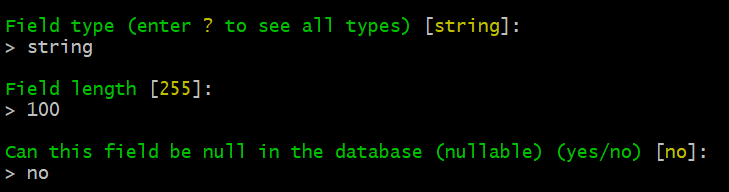 Field type (enter ? to see all types) [string]:
> string
Field length [255]:
> 100
Can this field be null in the database (nullable) (yes/no) [no]:
> no